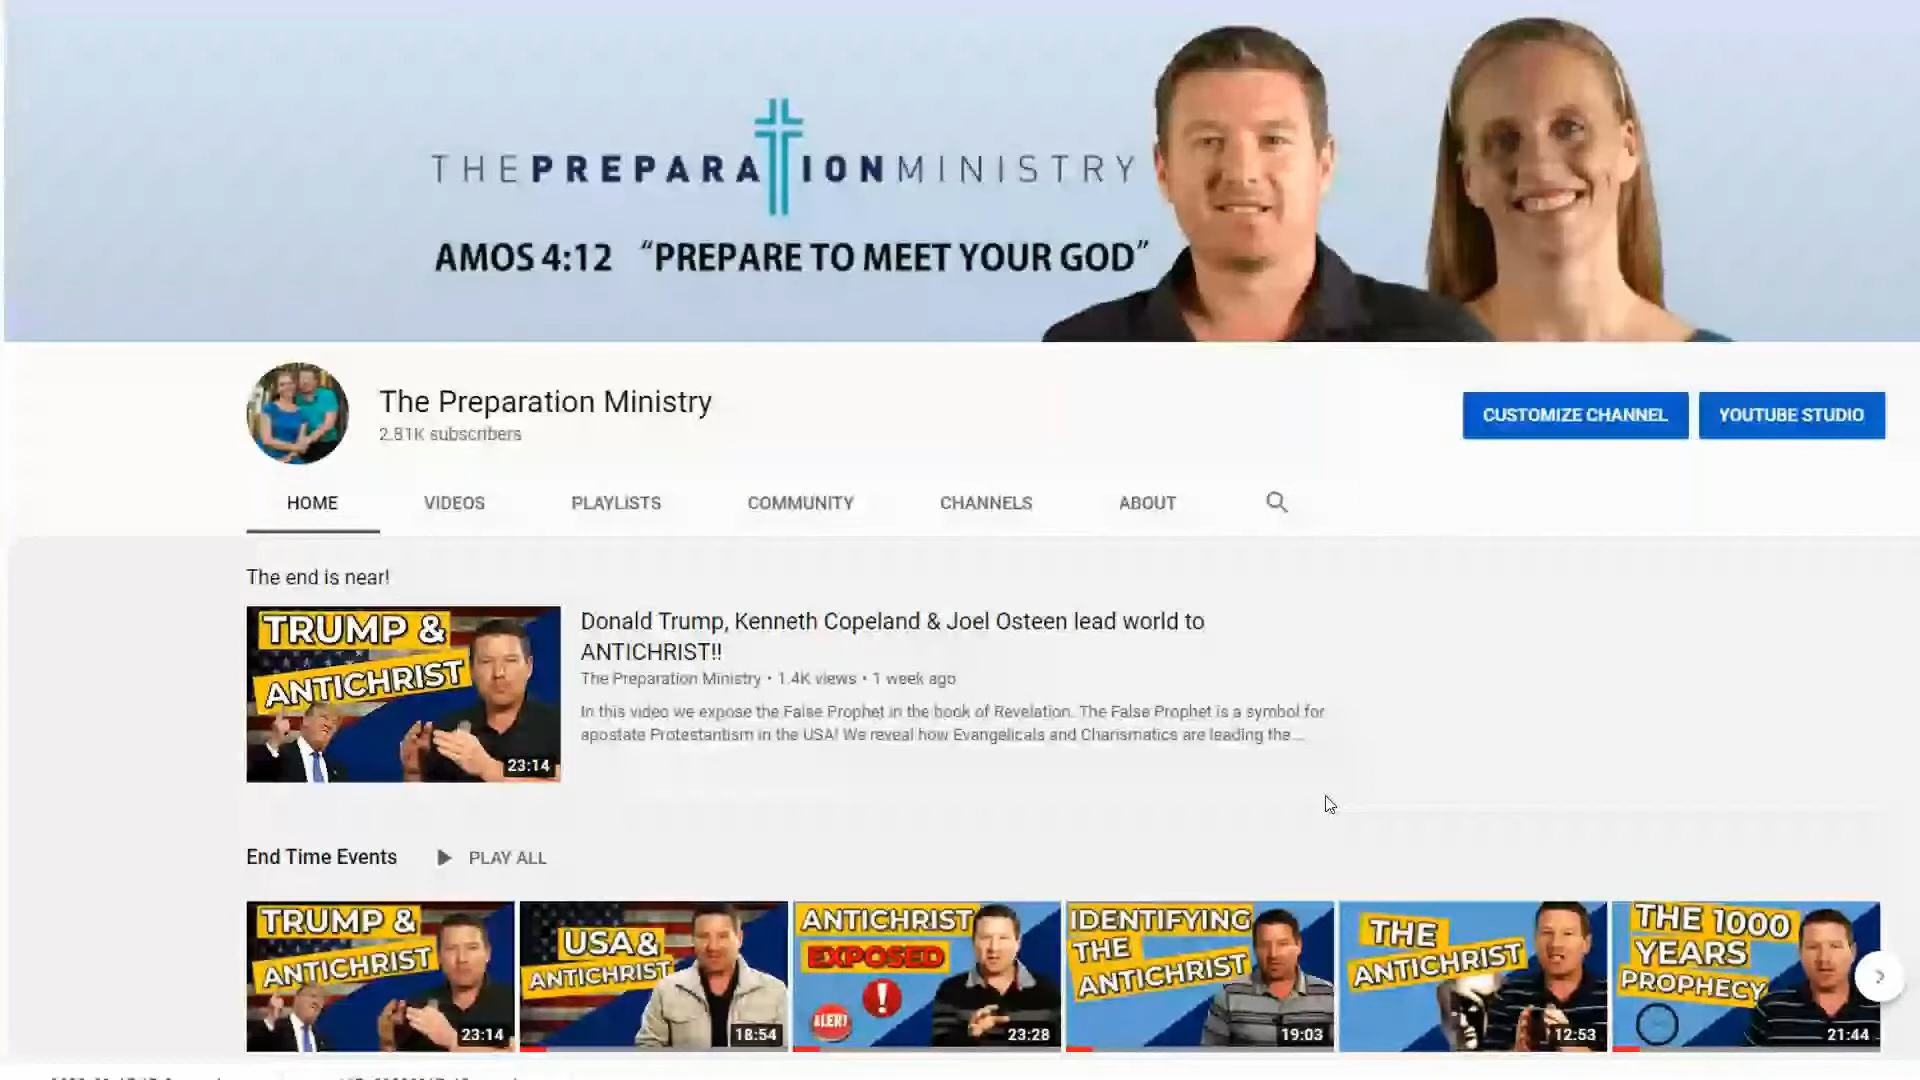 THEPREPARATIONMINISTRY
AMOS 4:12 “PREPARE TO MEET YOUR GOD”
The Preparation Ministry
2.81K subscribers
CUSTOMIZE CHANNEL
YOUTUBE STUDIO
HOME VIDEOS PLAYLISTS COMMUNITY CHANNELS ABOUT
The end is near!
TRUMP &
ANTICHRIST
23:14
Donald Trump, Kenneth Copeland & Joel Osteen lead world to
ANTICHRIST!!
The Preparation Ministry • 1.4K views • 1 week ago
In this video we expose the False Prophet in the book of Revelation. The False Prophet is a symbol for
apostate Protestantism in the USA! We reveal how Evangelicals and Charismatics are leading the...
End Time Events PLAY ALL
TRUMP &
ANTICHRIST
23:14
USA &
ANTICHRIST
18:54
ANTICHRIST
EXPOSED
!
ALERT
23:28
IDENTIFYING
THE
ANTICHRIST
19:03
THE
ANTICHRIST
12:53
THE 1000
YEARS
PROPHECY
21:44